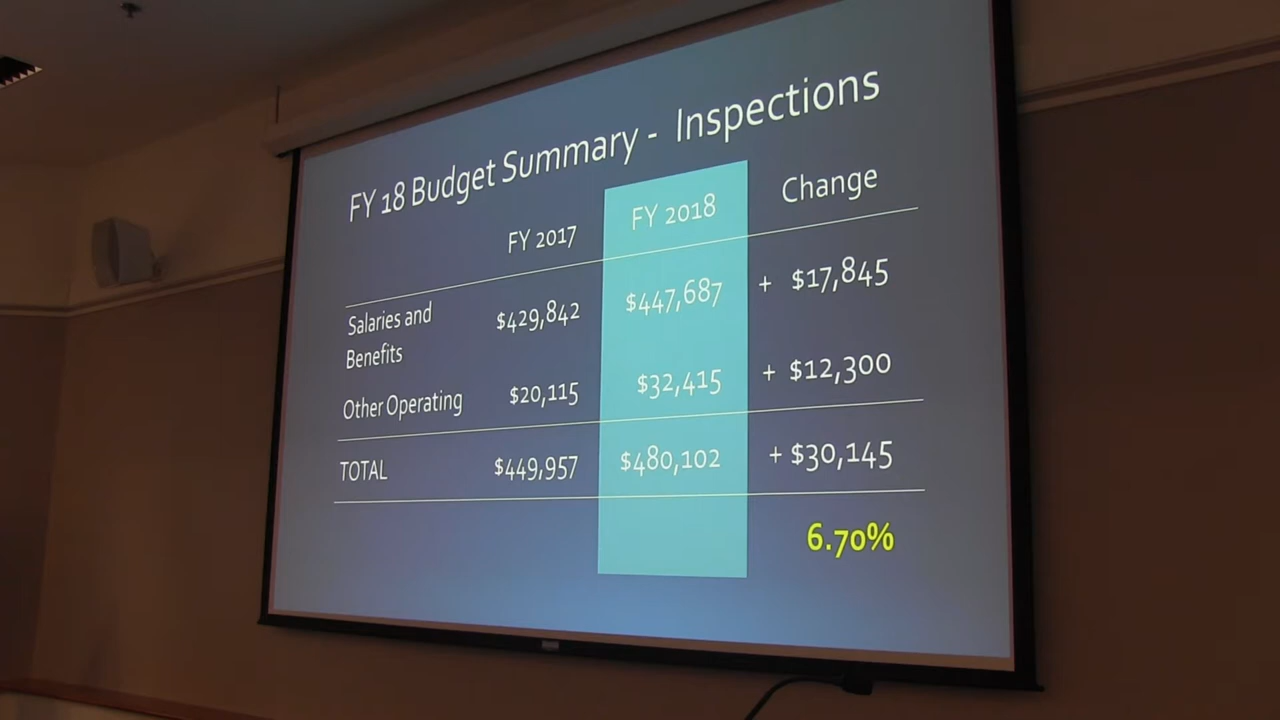 FY 18 Budget Summary - Inspections
FY 2017 FY 2018 Change
Salaries and Benefits $429,842 $447,687 + $17,845
Other Operating $20,115 $32,415 + $12,300
TOTAL $449,957 $480,102 + $30,145
6.70%